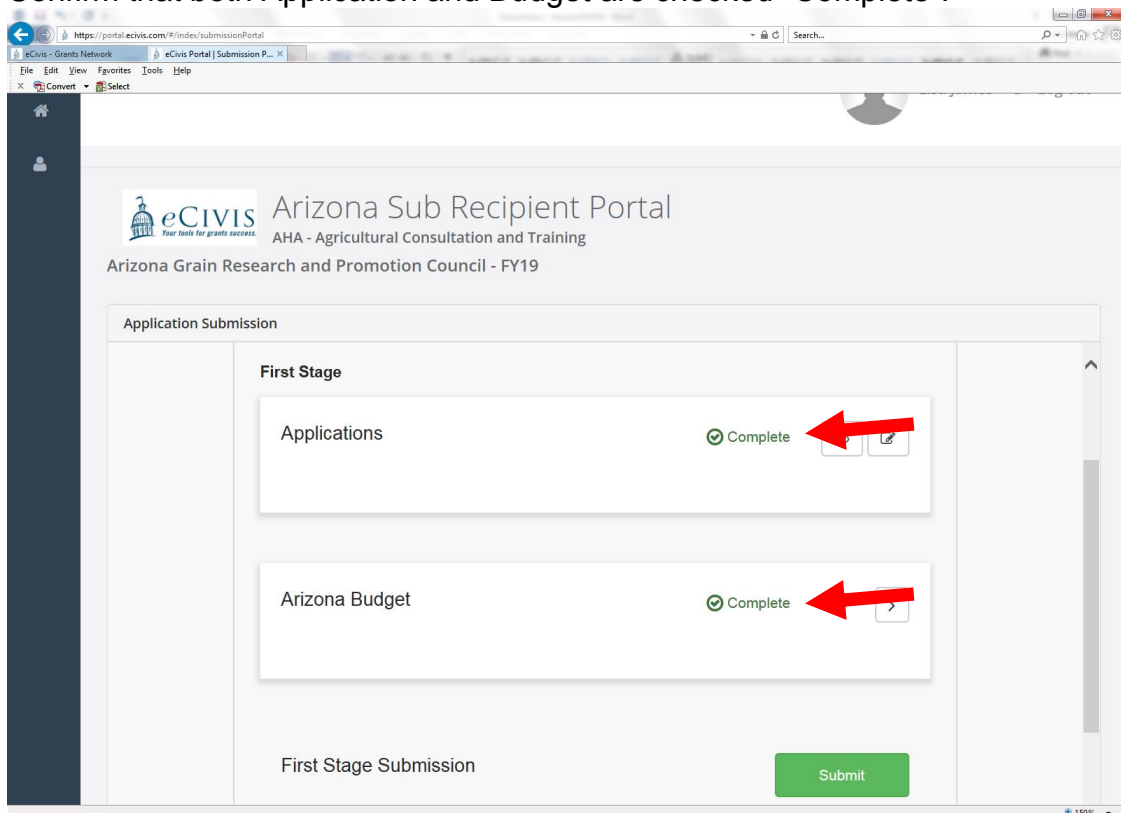 Confirm that both Application and Budget are checked "Complete".
https://portal.ecivis.com/#/index/submissionPortal
Search...
eCivis - Grants Network
eCivis Portal | Submission P...
File Edit View Favorites Tools Help
Convert
Select
eCIVIS
Your tools for grants success.
Arizona Sub Recipient Portal
AHA - Agricultural Consultation and Training
Arizona Grain Research and Promotion Council - FY19
Application Submission
First Stage
Applications
Complete
Arizona Budget
Complete
First Stage Submission
Submit